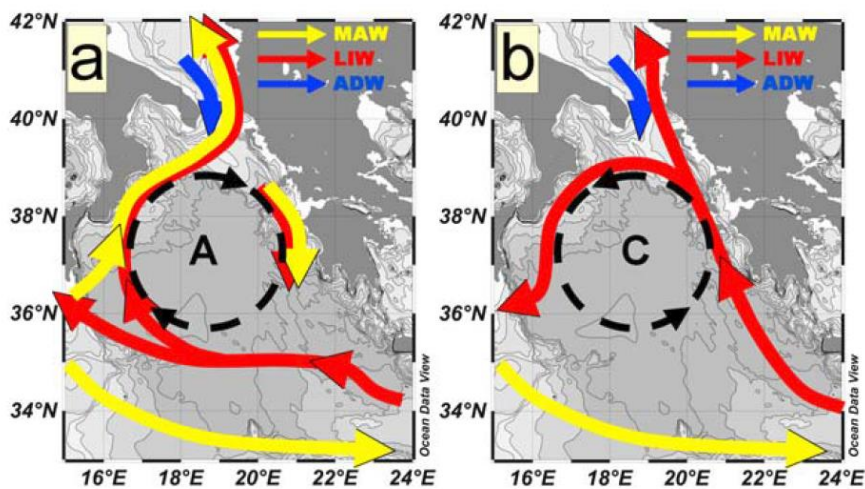 a
MAW
LIW
ADW
42°N
40°N
38°N
36°N
34°N
A
Ocean Data View
16°E 18°E 20°E 22°E 24°E
b
MAW
LIW
ADW
42°N
40°N
38°N
36°N
34°N
C
Ocean Data View
16°E 18°E 20°E 22°E 24°E